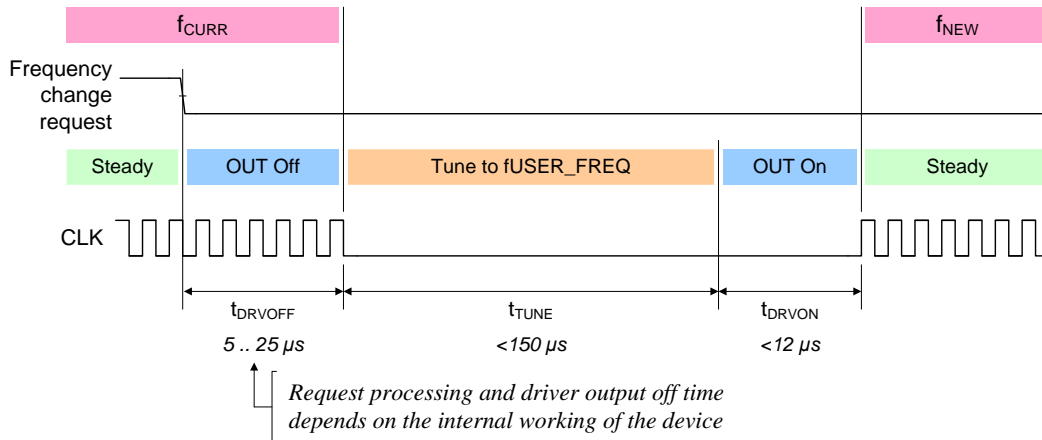 fCURR
fNEW
Frequency
change
request
Steady
OUT Off
Tune to fUSER_FREQ
OUT On
Steady
CLK
tDRVOFF
tTUNE
tDRVON
5 .. 25 µs
<150 µs
<12 µs
Request processing and driver output off time
depends on the internal working of the device